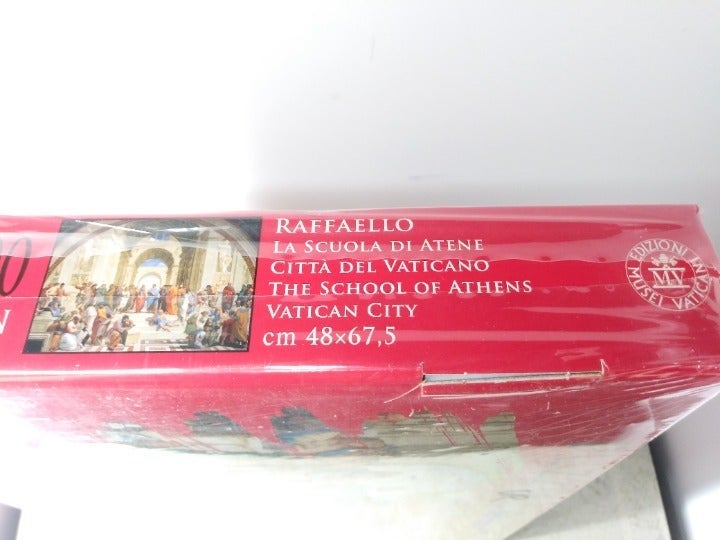 RAFFAELLO
LA SCUOLA DI ATENE
CITTÀ DEL VATICANO
THE SCHOOL OF ATHENS
VATICAN CITY
cm 48×67,5
EDIZIONI
MUSEI VATICANI
0
N